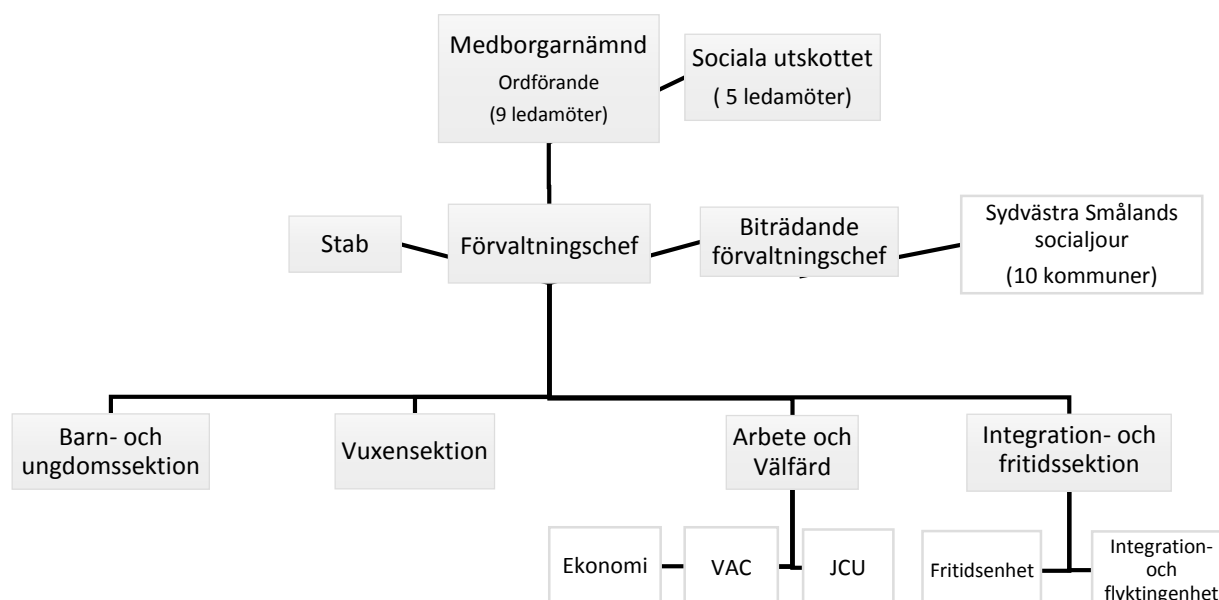 Medborgarnämnd
Ordförande
(9 ledamöter)
Sociala utskottet
( 5 ledamöter)
Stab
Förvaltningschef
Biträdande
förvaltningschef
Sydvästra Smålands
socialjour
(10 kommuner)
Barn- och
ungdomssektion
Vuxensektion
Arbete och
Välfärd
Integration- och
fritidssektion
Ekonomi
VAC
JCU
Fritidsenhet
Integration-
och
flyktingenhet